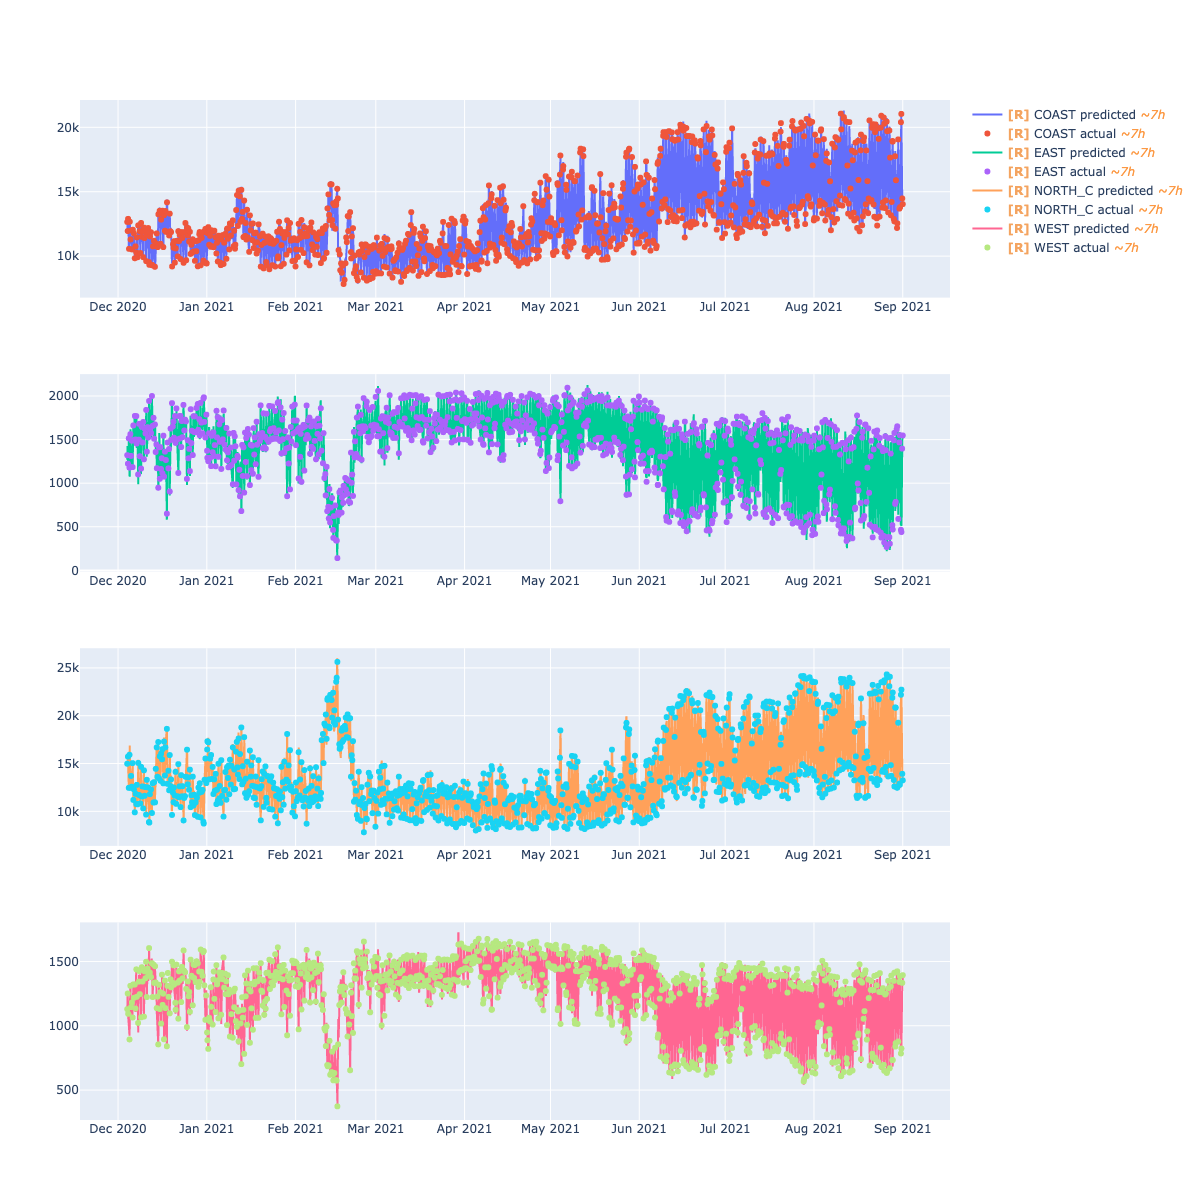 20k
15k
10k
Dec 2020 Jan 2021 Feb 2021 Mar 2021 Apr 2021 May 2021 Jun 2021 Jul 2021 Aug 2021 Sep 2021
[R] COAST predicted ~7h
[R] COAST actual ~7h
[R] EAST predicted ~7h
[R] EAST actual ~7h
[R] NORTH_C predicted ~7h
[R] NORTH_C actual ~7h
[R] WEST predicted ~7h
[R] WEST actual ~7h
2000
1500
1000
500
0
Dec 2020 Jan 2021 Feb 2021 Mar 2021 Apr 2021 May 2021 Jun 2021 Jul 2021 Aug 2021 Sep 2021
25k
20k
15k
10k
Dec 2020 Jan 2021 Feb 2021 Mar 2021 Apr 2021 May 2021 Jun 2021 Jul 2021 Aug 2021 Sep 2021
1500
1000
500
Dec 2020 Jan 2021 Feb 2021 Mar 2021 Apr 2021 May 2021 Jun 2021 Jul 2021 Aug 2021 Sep 2021